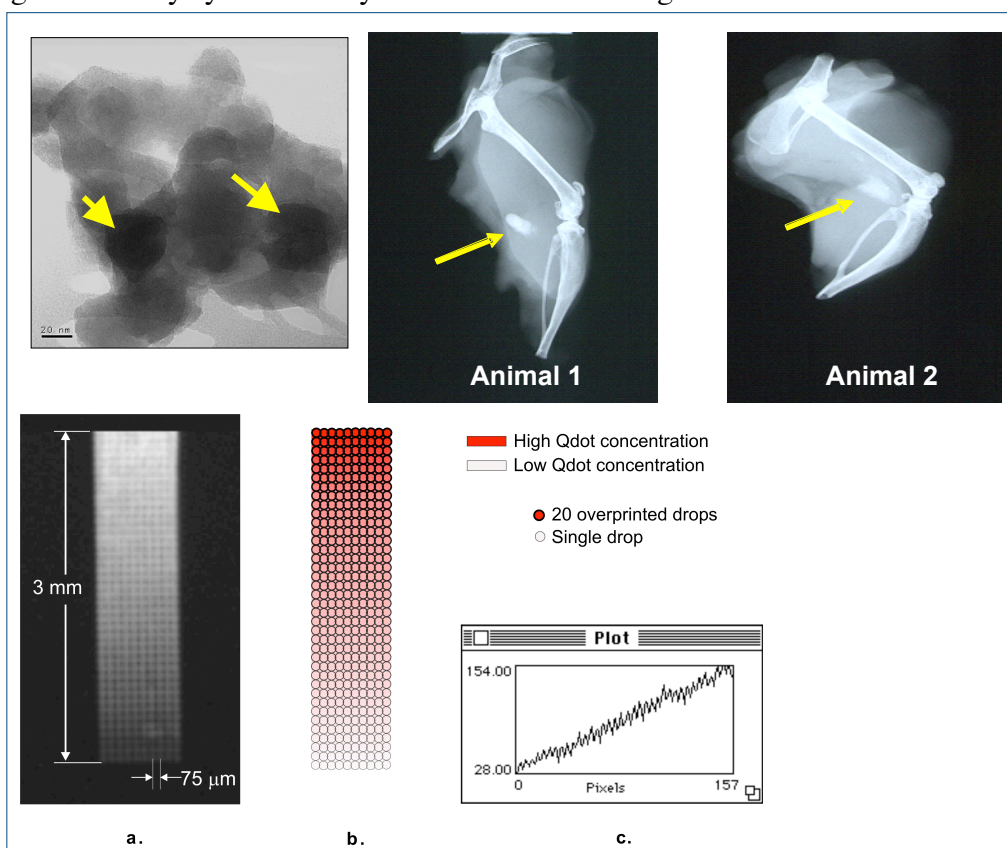 20 nm
Animal 1
Animal 2
3 mm
75 μm
High Qdot concentration
Low Qdot concentration
20 overprinted drops
Single drop
Plot
154.00
28.00
0
Pixels
157
a.
b.
c.